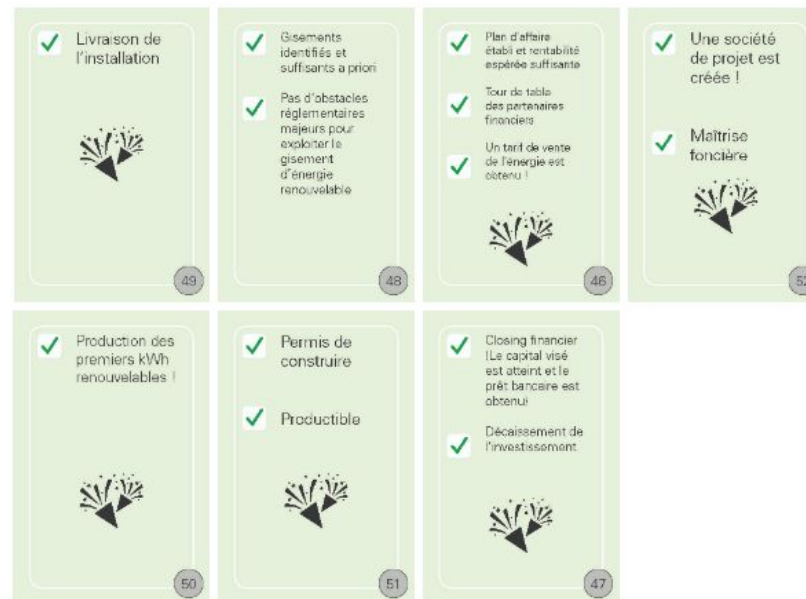 Livraison de
l'installation
49
Gisements
identifiés et
suffisants a priori
Pas d'obstacles
réglementaires
majeurs pour
exploiter le
gisement
d'énergie
renouvelable
48
Plan d'affaire
établi et rentabilité
espérée suffisante
Tour de table
des partenaires
financiers
Un tarif de vente
de l'énergie est
obtenu !
46
Une société
de projet est
créée !
Maîtrise
foncière
52
Production des
premiers kWh
renouvelables !
50
Permis de
construire
Productible
51
Closing financier
(Le capital visé
est atteint et le
prêt bancaire est
obtenu)
Décaissement de
l'investissement
47